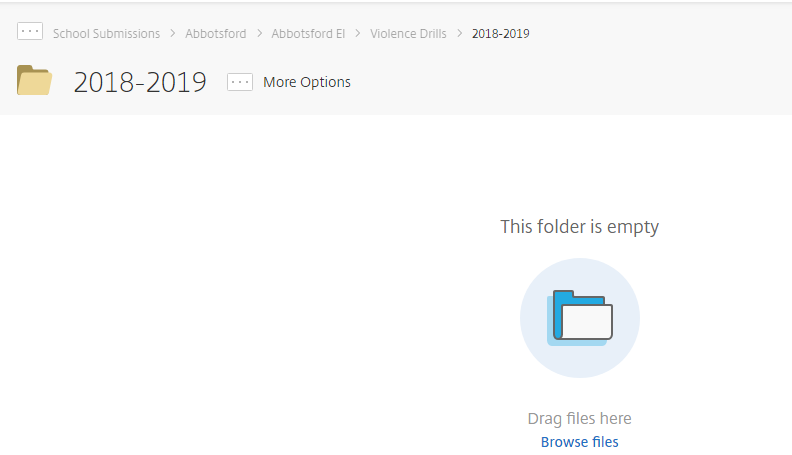 School Submissions > Abbotsford > Abbotsford El > Violence Drills > 2018-2019
2018-2019 ··· More Options
This folder is empty
Drag files here
Browse files